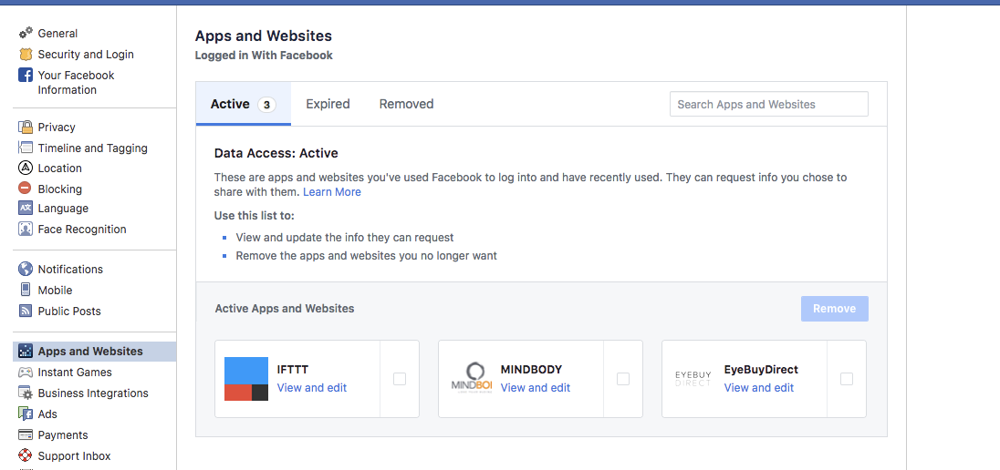 General
Security and Login
Your Facebook
Information
Privacy
Timeline and Tagging
Location
Blocking
Language
Face Recognition
Notifications
Mobile
Public Posts
Apps and Websites
Instant Games
Business Integrations
Ads
Payments
Support Inbox
Apps and Websites
Logged in With Facebook
Active 3 Expired Removed Search Apps and Websites
Data Access: Active
These are apps and websites you've used Facebook to log into and have recently used. They can request info you chose to
share with them. Learn More
Use this list to:
View and update the info they can request
Remove the apps and websites you no longer want
Active Apps and Websites Remove
IFTTT
View and edit
MINDBOI
MINDBODY
View and edit
EYEBUY
DIRECT
EyeBuyDirect
View and edit